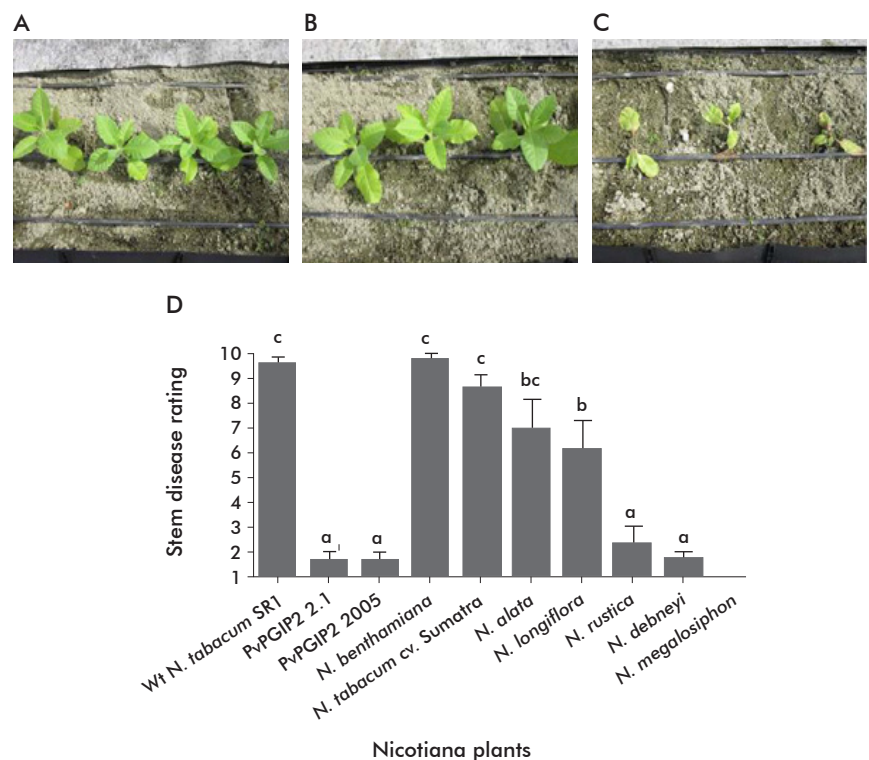 A
B
C
D
Stem disease rating
10
9
8
7
6
5
4
3
2
1
c
a
a
c
c
bc
b
a
a
Wt N. tabacum SR1
PvPGIP2 2.1
PvPGIP2 2005
N. benthamiana
N. tabacum cv. Sumatra
N. alata
N. longiflora
N. rustica
N. debneyi
N. megalosiphon
Nicotiana plants